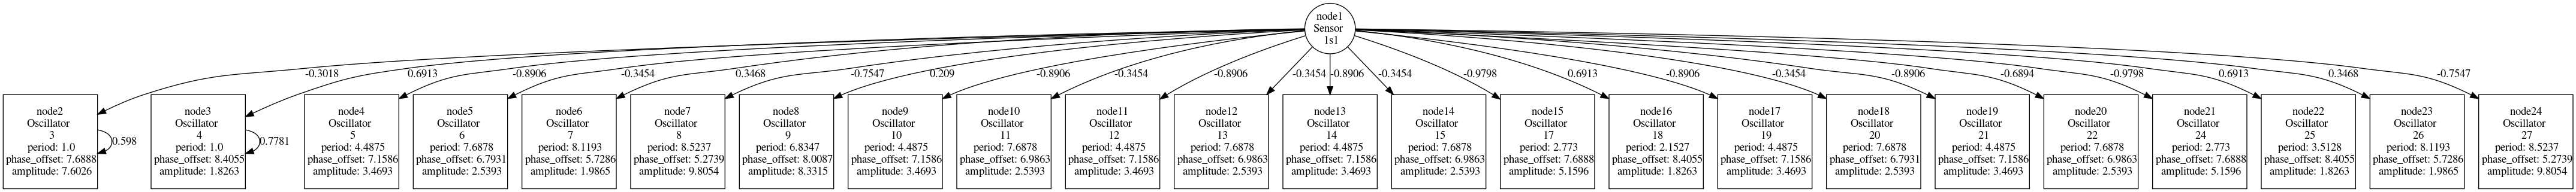 node1
Sensor
1s1
-0.3018
0.6913
-0.8906
-0.3454
0.3468
-0.7547
0.209
-0.8906
-0.3454
-0.8906
-0.3454
-0.8906
-0.3454
-0.9798
0.6913
-0.8906
-0.3454
-0.8906
-0.6894
-0.9798
0.6913
0.3468
-0.7547
node2
Oscillator
3
period: 1.0
phase_offset: 7.6888
amplitude: 7.6026
0.598
node3
Oscillator
4
period: 1.0
phase_offset: 8.4055
amplitude: 1.8263
0.7781
node4
Oscillator
5
period: 4.4875
phase_offset: 7.1586
amplitude: 3.4693
node5
Oscillator
6
period: 7.6878
phase_offset: 6.7931
amplitude: 2.5393
node6
Oscillator
7
period: 8.1193
phase_offset: 5.7286
amplitude: 1.9865
node7
Oscillator
8
period: 8.5237
phase_offset: 5.2739
amplitude: 9.8054
node8
Oscillator
9
period: 6.8347
phase_offset: 8.0087
amplitude: 8.3315
node9
Oscillator
10
period: 4.4875
phase_offset: 7.1586
amplitude: 3.4693
node10
Oscillator
11
period: 7.6878
phase_offset: 6.9863
amplitude: 2.5393
node11
Oscillator
12
period: 4.4875
phase_offset: 7.1586
amplitude: 3.4693
node12
Oscillator
13
period: 7.6878
phase_offset: 6.9863
amplitude: 2.5393
node13
Oscillator
14
period: 4.4875
phase_offset: 7.1586
amplitude: 3.4693
node14
Oscillator
15
period: 7.6878
phase_offset: 6.9863
amplitude: 2.5393
node15
Oscillator
17
period: 2.773
phase_offset: 7.6888
amplitude: 5.1596
node16
Oscillator
18
period: 2.1527
phase_offset: 8.4055
amplitude: 1.8263
node17
Oscillator
19
period: 4.4875
phase_offset: 7.1586
amplitude: 3.4693
node18
Oscillator
20
period: 7.6878
phase_offset: 6.7931
amplitude: 2.5393
node19
Oscillator
21
period: 4.4875
phase_offset: 7.1586
amplitude: 3.4693
node20
Oscillator
22
period: 7.6878
phase_offset: 6.9863
amplitude: 2.5393
node21
Oscillator
24
period: 2.773
phase_offset: 7.6888
amplitude: 5.1596
node22
Oscillator
25
period: 3.5128
phase_offset: 8.4055
amplitude: 1.8263
node23
Oscillator
26
period: 8.1193
phase_offset: 5.7286
amplitude: 1.9865
node24
Oscillator
27
period: 8.5237
phase_offset: 5.2739
amplitude: 9.8054